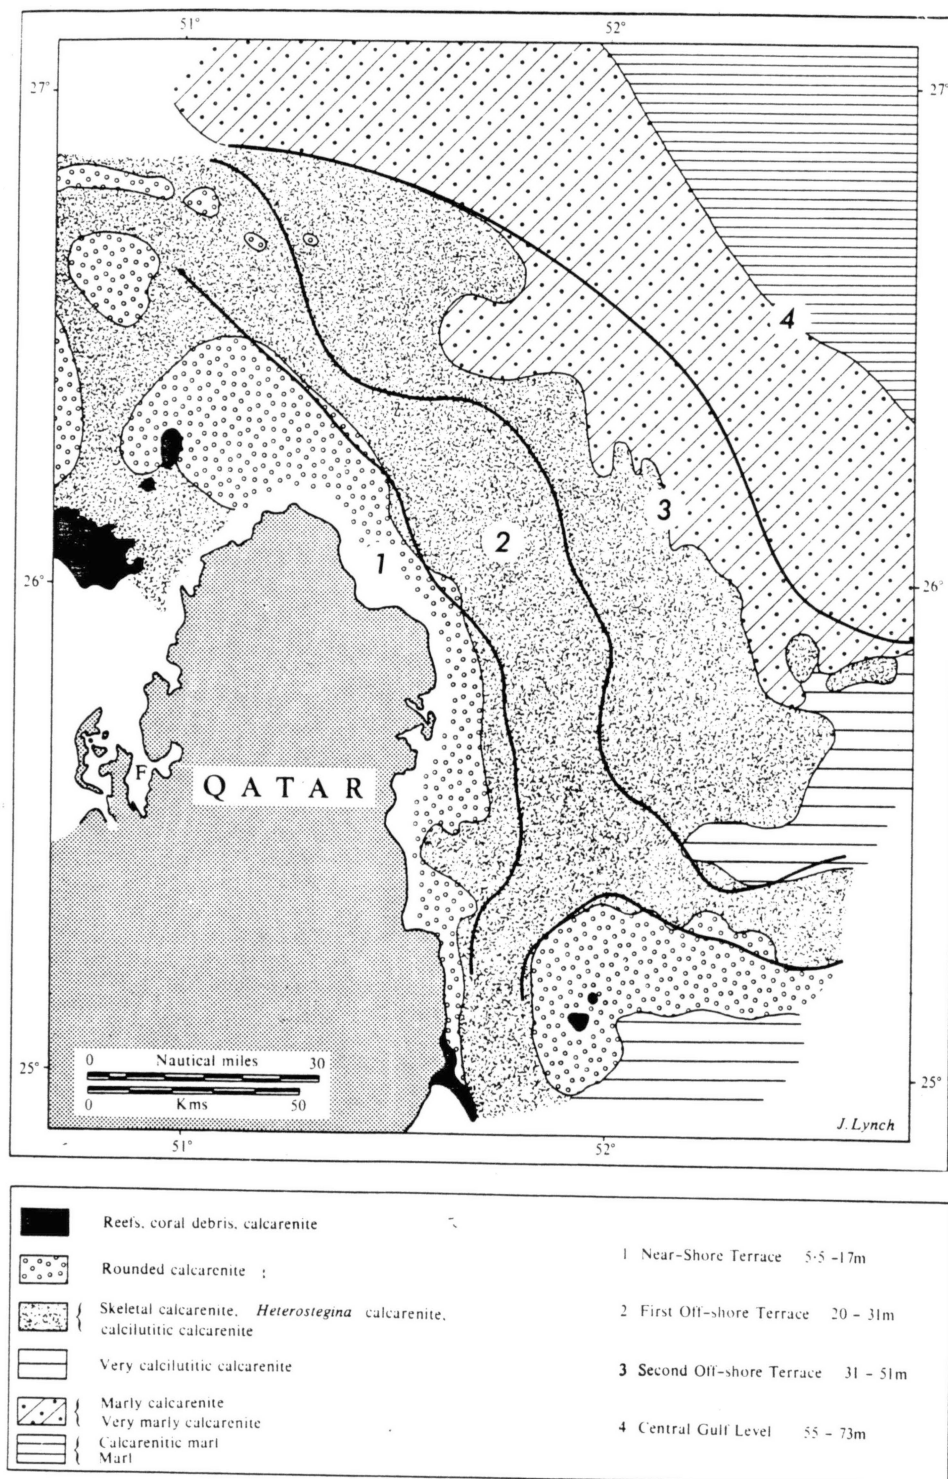 51° 52°
27° 27°
4
3
2
1
26° 26°
F
QATAR
0 Nautical miles 30
0 Kms 50
25° 25°
J. Lynch
51° 52°
Reefs, coral debris, calcarenite
Rounded calcarenite ;
Skeletal calcarenite, Heterostegina calcarenite,
calcilutitic calcarenite
Very calcilutitic calcarenite
Marly calcarenite
Very marly calcarenite
Calcarenitic marl
Marl
1 Near-Shore Terrace 5·5 -17m
2 First Off-shore Terrace 20 - 31m
3 Second Off-shore Terrace 31 - 51m
4 Central Gulf Level 55 - 73m